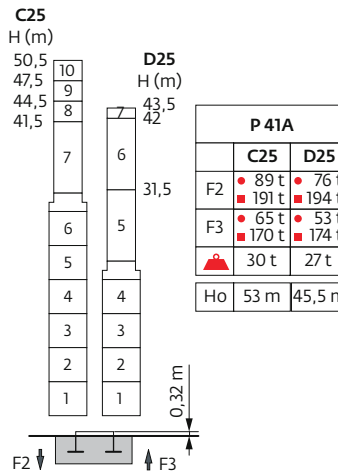 C25
H (m)
50,5
47,5
44,5
41,5
10
9
8
7
6
5
4
3
2
1
D25
H (m)
43,5
42
31,5
7
6
5
4
3
2
1
P 41A
C25 D25
F2 89 t 76 t
191 t 194 t
F3 65 t 53 t
170 t 174 t
30 t 27 t
Ho 53 m 45,5 m
0,32 m
F2 F3